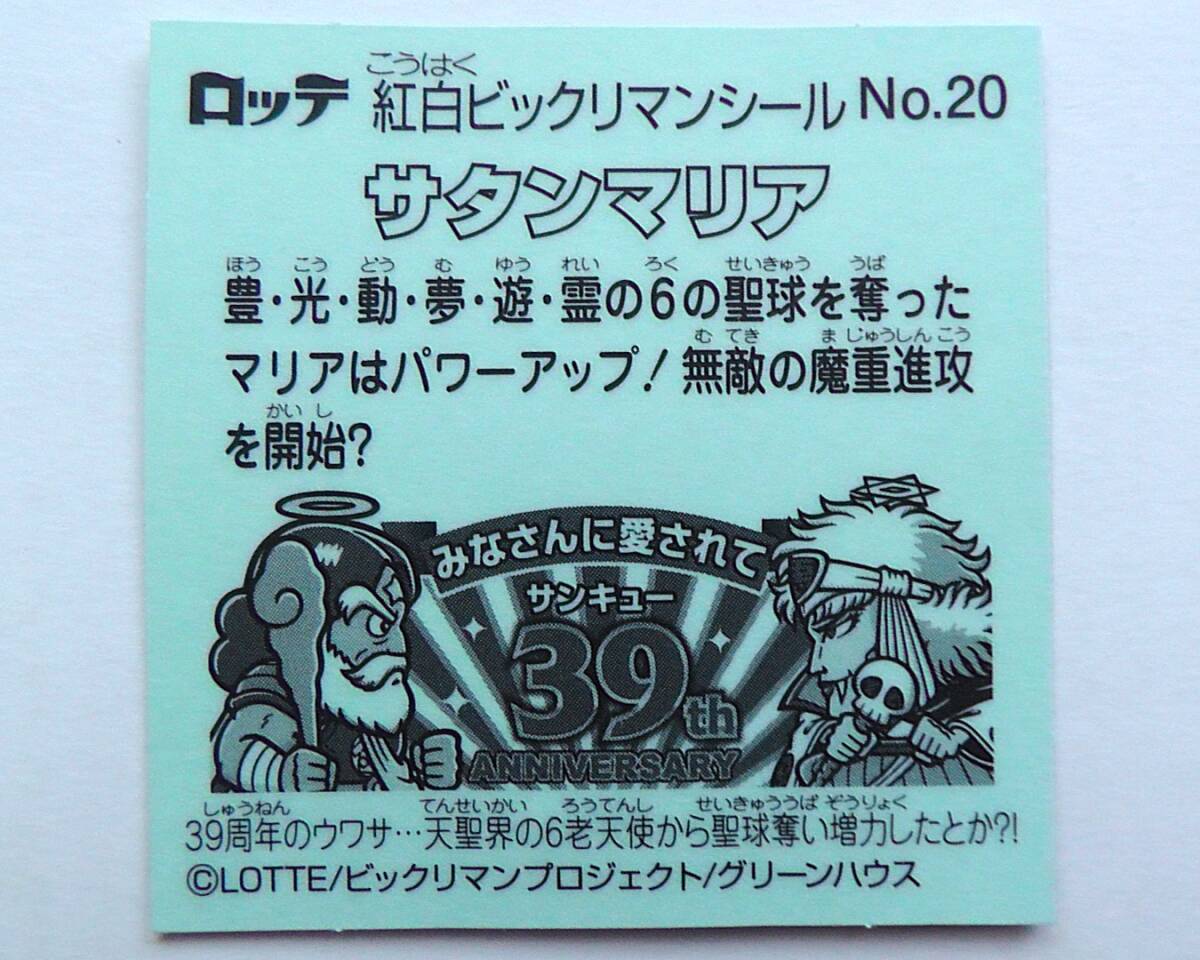 こうはく
ロッテ 紅白ビックリマンシール No.20
サタンマリア
ほう こう どう む ゆう れい ろく せいきゅう うば
豊・光・動・夢・遊・霊の6の聖球を奪った
む てき ま じゅうしん こう
マリアはパワーアップ!無敵の魔重進攻
かい し
を開始?
みなさんに愛されて
サンキュー
39th
ANNIVERSARY
しゅうねん てんせいかい ろうてんし せいきゅううば ぞうりょく
39周年のウワサ…天聖界の6老天使から聖球奪い増力したとか?!
©LOTTE/ビックリマンプロジェクト/グリーンハウス